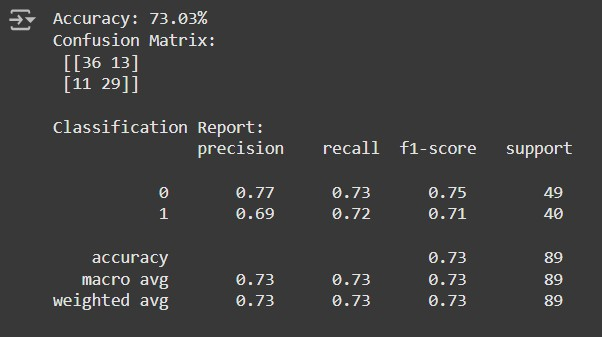 Accuracy: 73.03%
Confusion Matrix:
[[36 13]
[11 29]]
Classification Report:
precision recall f1-score support
0 0.77 0.73 0.75 49
1 0.69 0.72 0.71 40
accuracy 0.73 89
macro avg 0.73 0.73 0.73 89
weighted avg 0.73 0.73 0.73 89